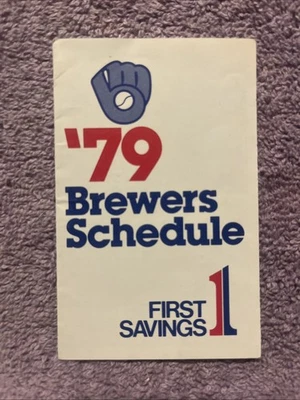 '79
Brewers
Schedule
FIRST
SAVINGS 1